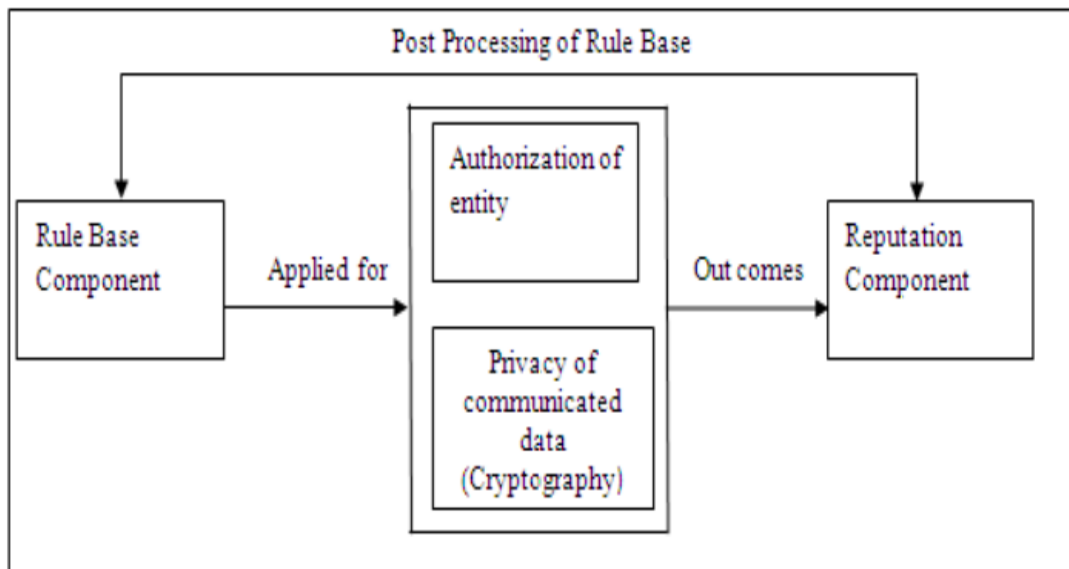 Post Processing of Rule Base
Authorization of
entity
Rule Base
Component
Applied for
Out comes
Reputation
Component
Privacy of
communicated
data
(Cryptography)